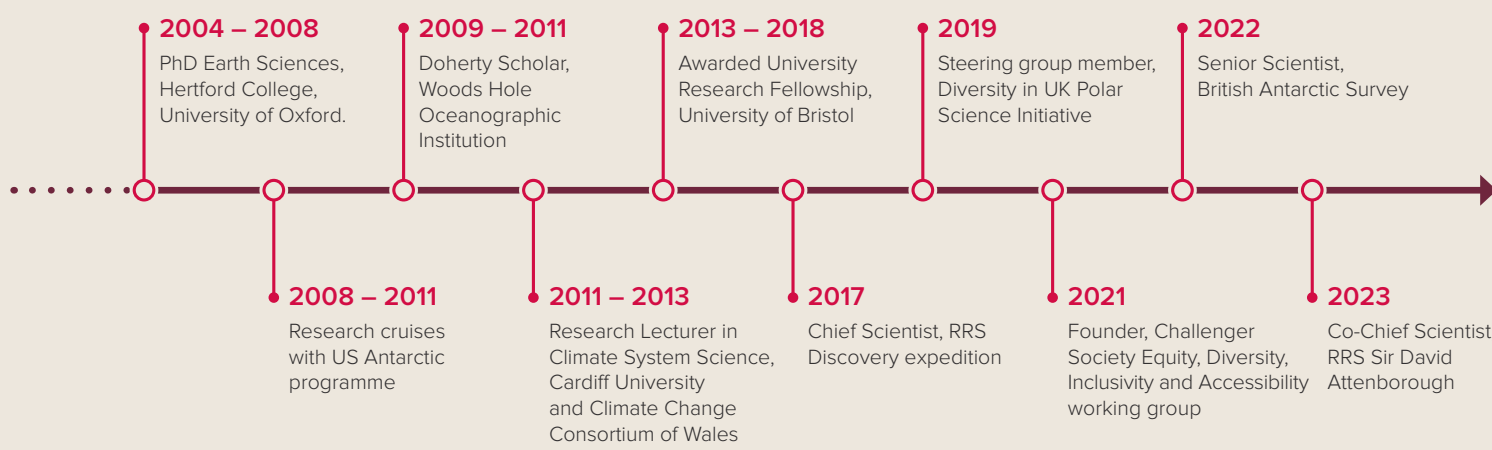 2004 – 2008
PhD Earth Sciences,
Hertford College,
University of Oxford.
2009 – 2011
Doherty Scholar,
Woods Hole
Oceanographic
Institution
2013 – 2018
Awarded University
Research Fellowship,
University of Bristol
2019
Steering group member,
Diversity in UK Polar
Science Initiative
2022
Senior Scientist,
British Antarctic Survey
2008 – 2011
Research cruises
with US Antarctic
programme
2011 – 2013
Research Lecturer in
Climate System Science,
Cardiff University
and Climate Change
Consortium of Wales
2017
Chief Scientist, RRS
Discovery expedition
2021
Founder, Challenger
Society Equity, Diversity,
Inclusivity and Accessibility
working group
2023
Co-Chief Scientist
RRS Sir David
Attenborough